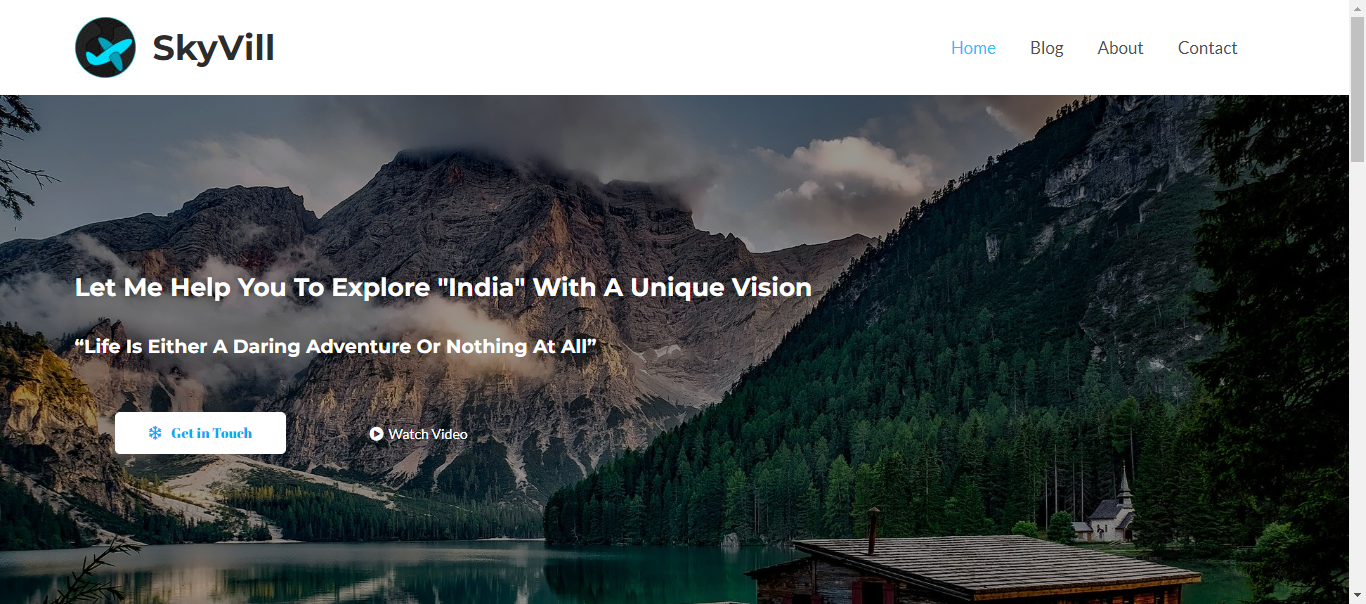 SkyVill
Home Blog About Contact
Let Me Help You To Explore "India" With A Unique Vision
“Life Is Either A Daring Adventure Or Nothing At All”
Get in Touch Watch Video